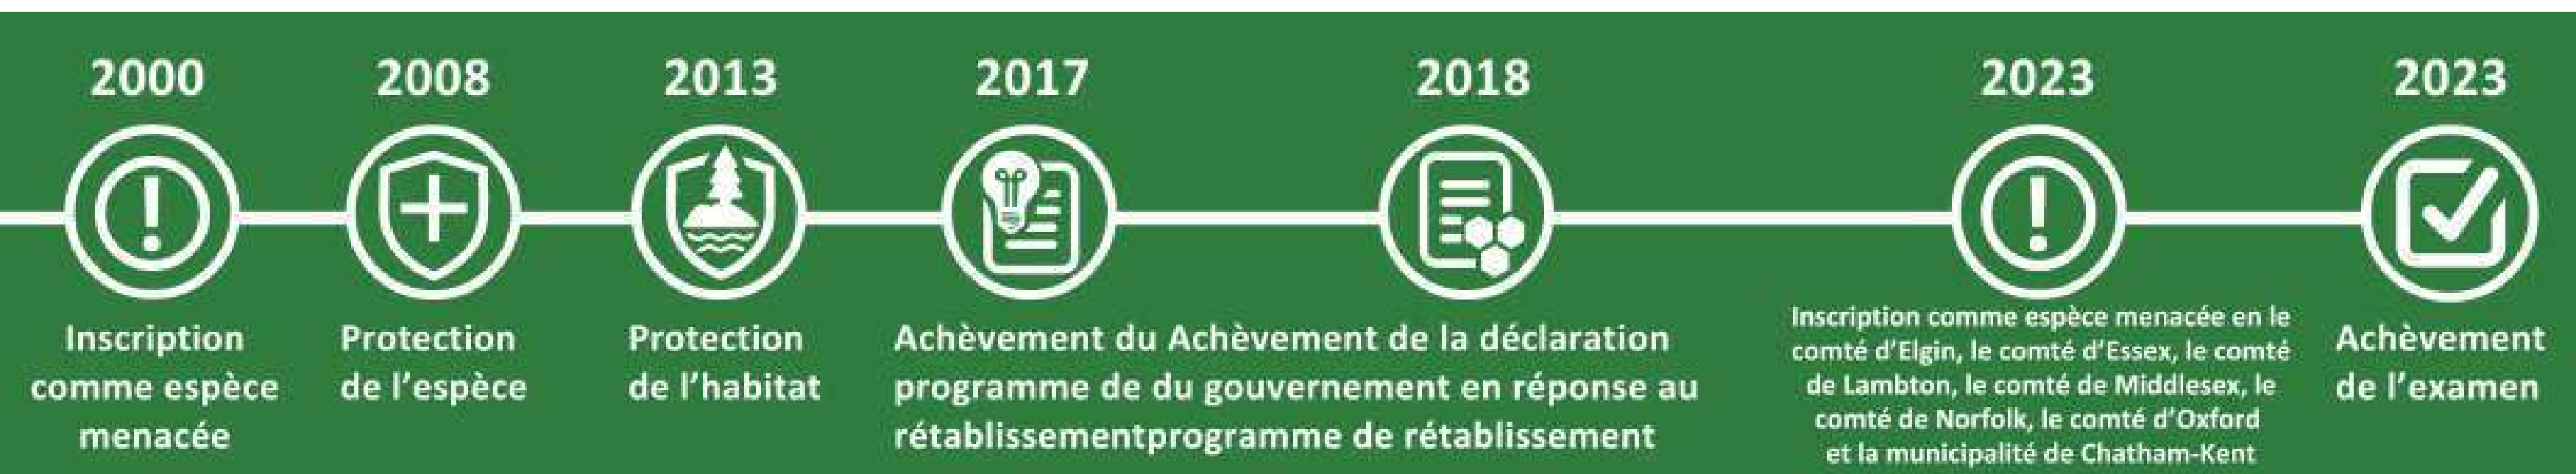 2000
Inscription
comme espèce
menacée
2008
Protection
de l'espèce
2013
Protection
de l'habitat
2017
2018
Achèvement du Achèvement de la déclaration
programme de du gouvernement en réponse au
rétablissementprogramme de rétablissement
2023
Inscription comme espèce menacée en le
comté d'Elgin, le comté d'Essex, le comté
de Lambton, le comté de Middlesex, le
comté de Norfolk, le comté d'Oxford
et la municipalité de Chatham-Kent
2023
Achèvement
de l'examen